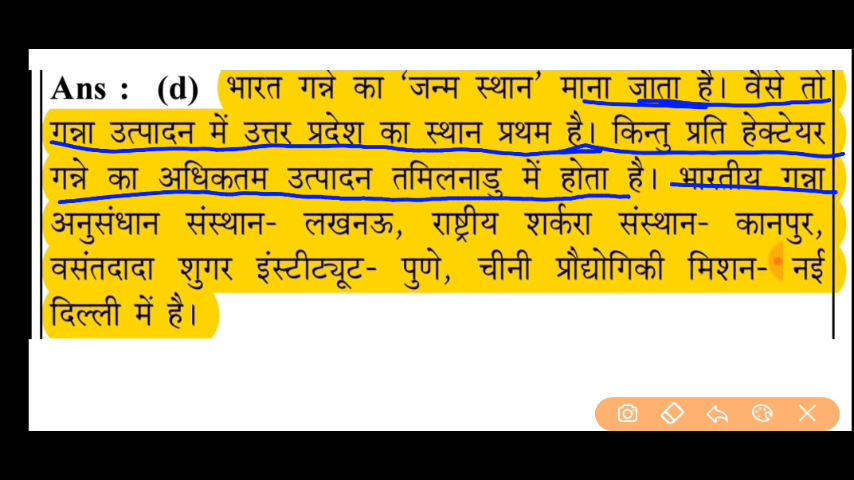 Ans : (d) भारत गन्ने का ‘जन्म स्थान’ माना जाता है। वैसे तो
गन्ना उत्पादन में उत्तर प्रदेश का स्थान प्रथम है। किन्तु प्रति हेक्टेयर
गन्ने का अधिकतम उत्पादन तमिलनाडु में होता है। भारतीय गन्ना
अनुसंधान संस्थान- लखनऊ, राष्ट्रीय शर्करा संस्थान- कानपुर,
वसंतदादा शुगर इंस्टीट्यूट- पुणे, चीनी प्रौद्योगिकी मिशन- नई
दिल्ली में है।